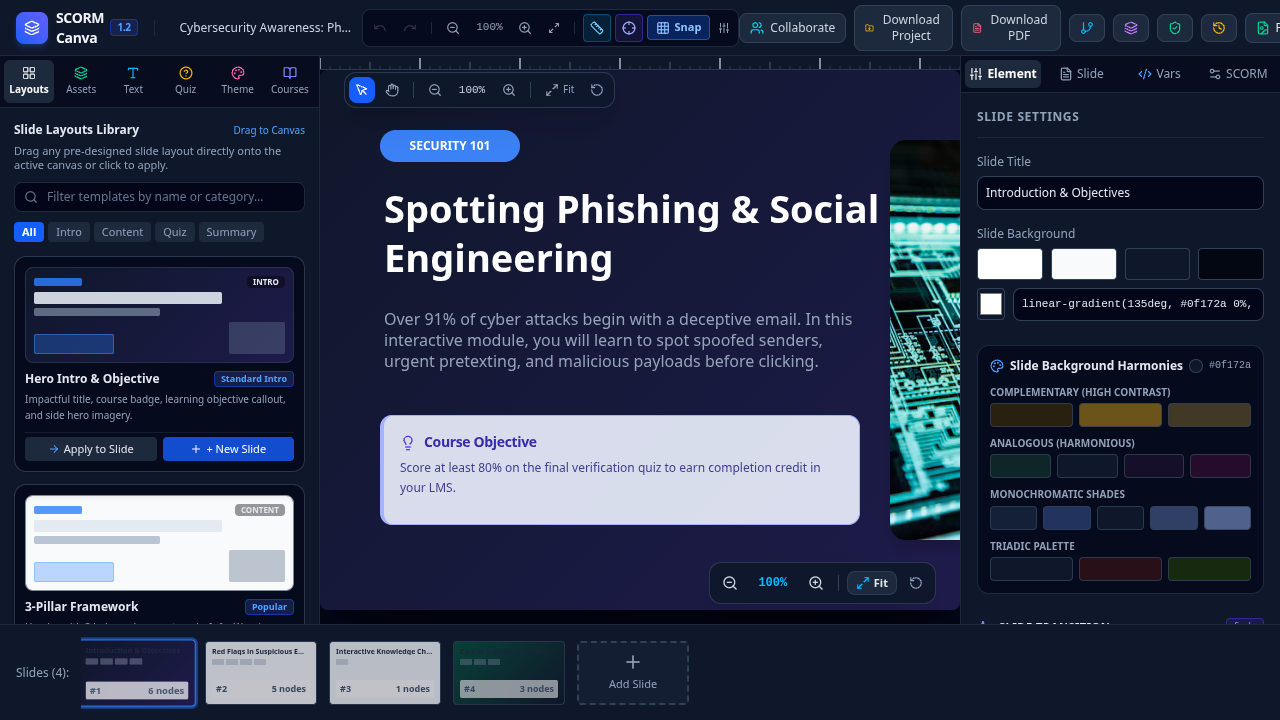 SCORM Canva
1.2
Cybersecurity Awareness: Ph...
100%
Snap
Collaborate
Download Project
Download PDF
Layouts
Assets
Text
Quiz
Theme
Courses
Slide Layouts Library
Drag to Canvas
Drag any pre-designed slide layout directly onto the
active canvas or click to apply.
Filter templates by name or category...
All
Intro
Content
Quiz
Summary
INTRO
Hero Intro & Objective
Standard Intro
Impactful title, course badge, learning objective callout,
and side hero imagery.
Apply to Slide
+ New Slide
CONTENT
3-Pillar Framework
Popular
100%
Fit
SECURITY 101
Spotting Phishing & Social
Engineering
Over 91% of cyber attacks begin with a deceptive email. In this
interactive module, you will learn to spot spoofed senders,
urgent pretexting, and malicious payloads before clicking.
Course Objective
Score at least 80% on the final verification quiz to earn completion credit in
your LMS.
100%
Fit
Element
Slide
Vars
SCORM
SLIDE SETTINGS
Slide Title
Introduction & Objectives
Slide Background
linear-gradient(135deg, #0f172a 0%,
Slide Background Harmonies
#0f172a
COMPLEMENTARY (HIGH CONTRAST)
ANALOGOUS (HARMONIOUS)
MONOCHROMATIC SHADES
TRIADIC PALETTE
Slides (4):
Introduction & Objectives
#1
6 nodes
Red Flags in Suspicious E...
#2
5 nodes
Interactive Knowledge Ch...
#3
1 nodes
#4
3 nodes
Add Slide